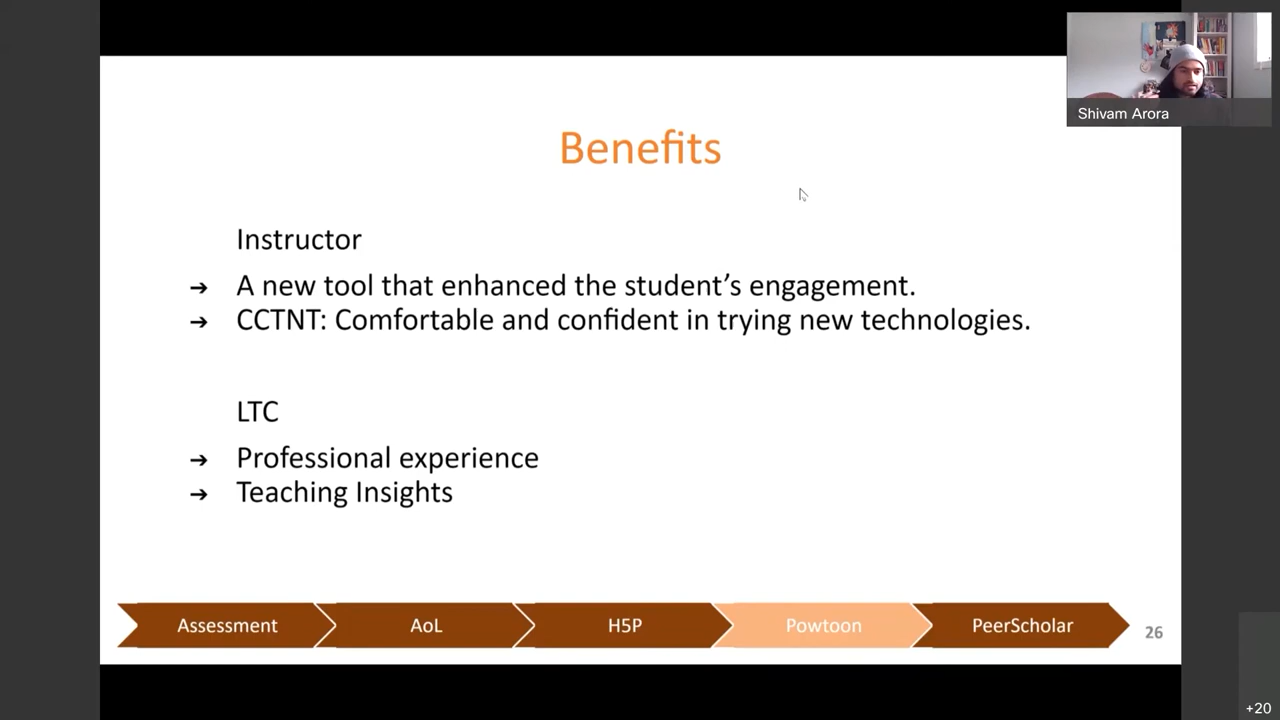 Shivam Arora
Benefits
Instructor
➔ A new tool that enhanced the student’s engagement.
➔ CCTNT: Comfortable and confident in trying new technologies.
LTC
➔ Professional experience
➔ Teaching Insights
Assessment AoL H5P Powtoon PeerScholar 26
+20